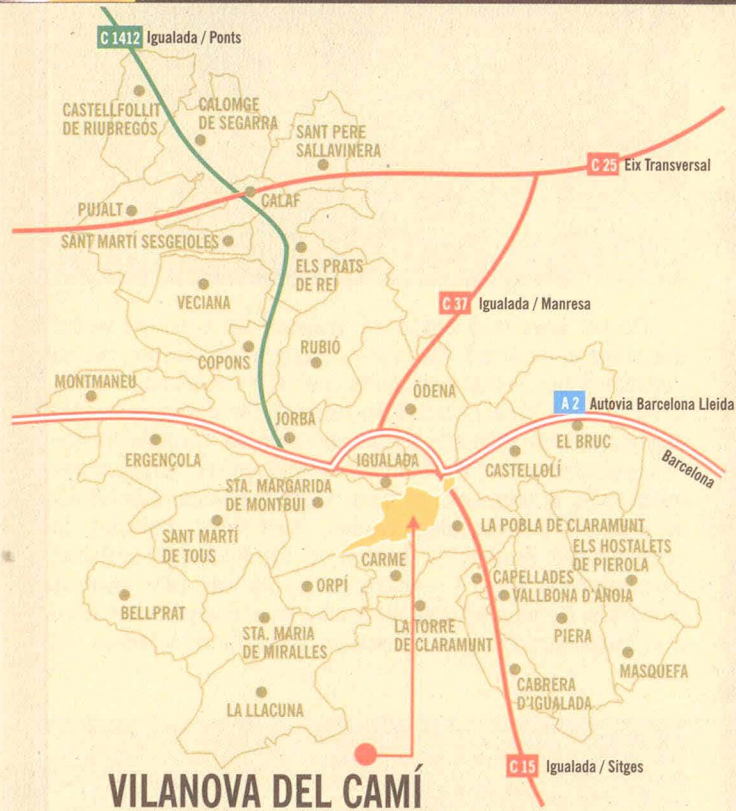 C 1412 Igualada / Ponts
CASTELLFOLLIT
DE RIUBREGÓS
CALOMGE
DE SEGARRA
SANT PERE
SALLAVINERA
C 25 Eix Transversal
PUJALT
CALAF
SANT MARTÍ SESGEIOLES
ELS PRATS
DE REI
VECIANA
C 37 Igualada / Manresa
COPONS
RUBIÓ
MONTMANEU
ÒDENA
A 2 Autovia Barcelona Lleida
JORBA
EL BRUC
ERGENÇOLA
IGUALADA
CASTELLOLÍ
Barcelona
STA. MARGARIDA
DE MONTBUI
SANT MARTÍ
DE TOUS
LA POBLA DE CLARAMUNT
ELS HOSTALETS
DE PIEROLA
CARME
ORPÍ
CAPELLADES
VALLBONA D'ANOIA
BELLPRAT
STA. MARIA
DE MIRALLES
LA TORRE
DE CLARAMUNT
PIERA
MASQUEFA
CABRERA
D'IGUALADA
LA LLACUNA
C 15 Igualada / Sitges
VILANOVA DEL CAMÍ